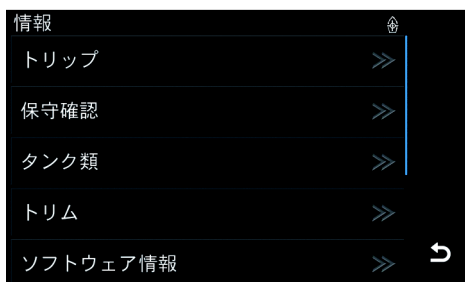 情報
トリップ
保守確認
タンク類
トリム
ソフトウェア情報